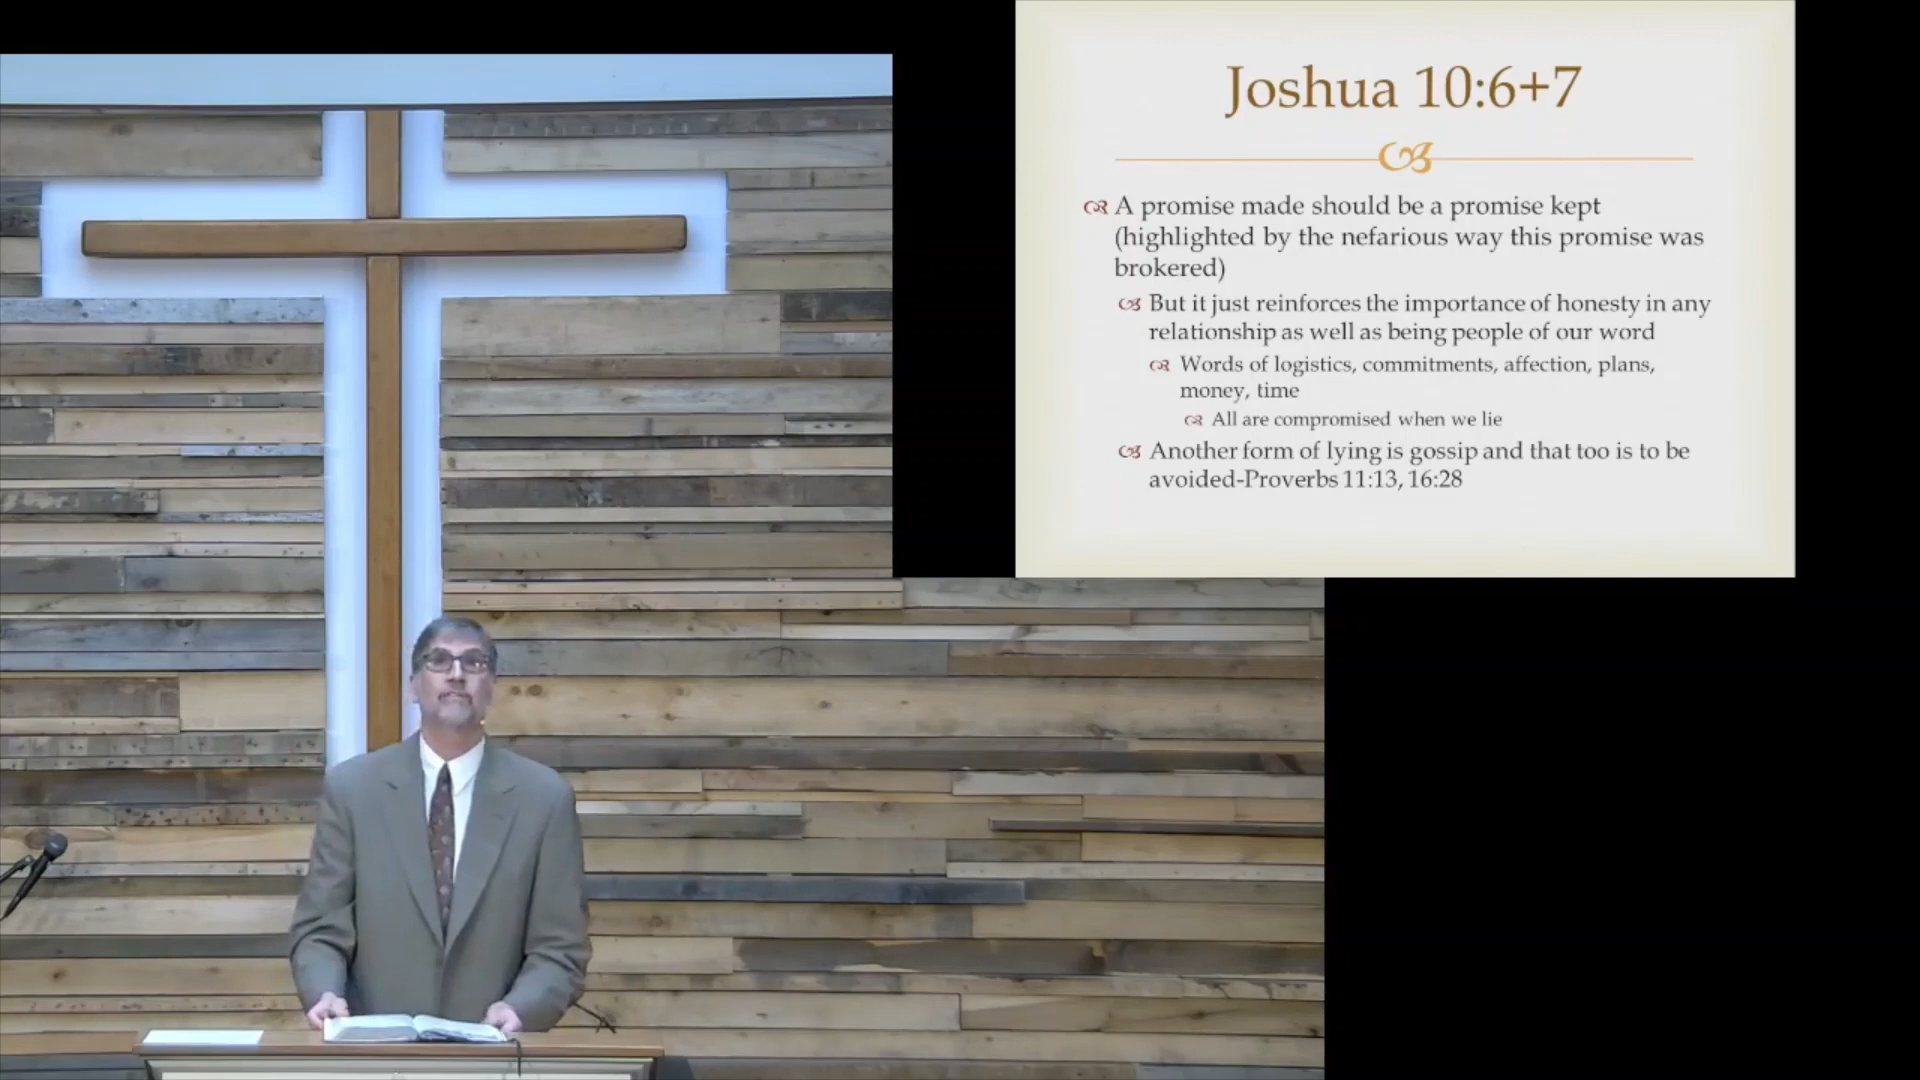 Joshua 10:6+7
A promise made should be a promise kept
(highlighted by the nefarious way this promise was
brokered)
But it just reinforces the importance of honesty in any
relationship as well as being people of our word
Words of logistics, commitments, affection, plans,
money, time
All are compromised when we lie
Another form of lying is gossip and that too is to be
avoided-Proverbs 11:13, 16:28